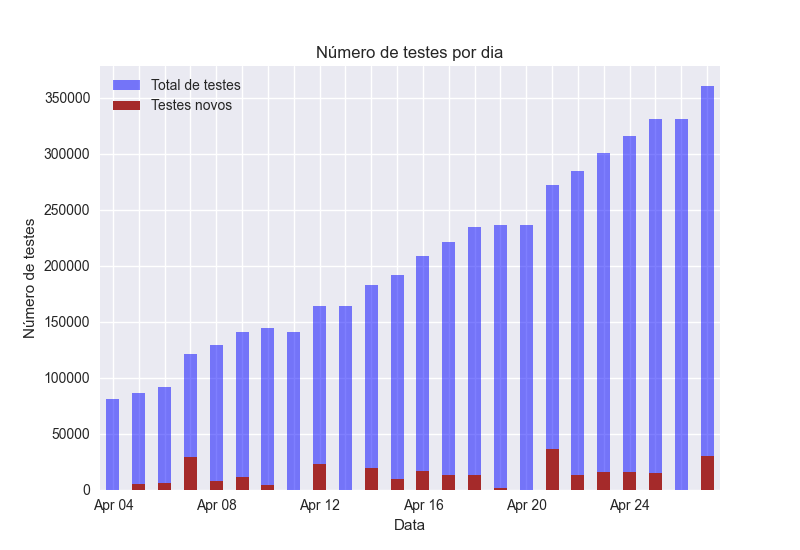 Número de testes por dia
Total de testes
Testes novos
350000
300000
250000
200000
150000
100000
50000
0
Número de testes
Apr 04 Apr 08 Apr 12 Apr 16 Apr 20 Apr 24
Data